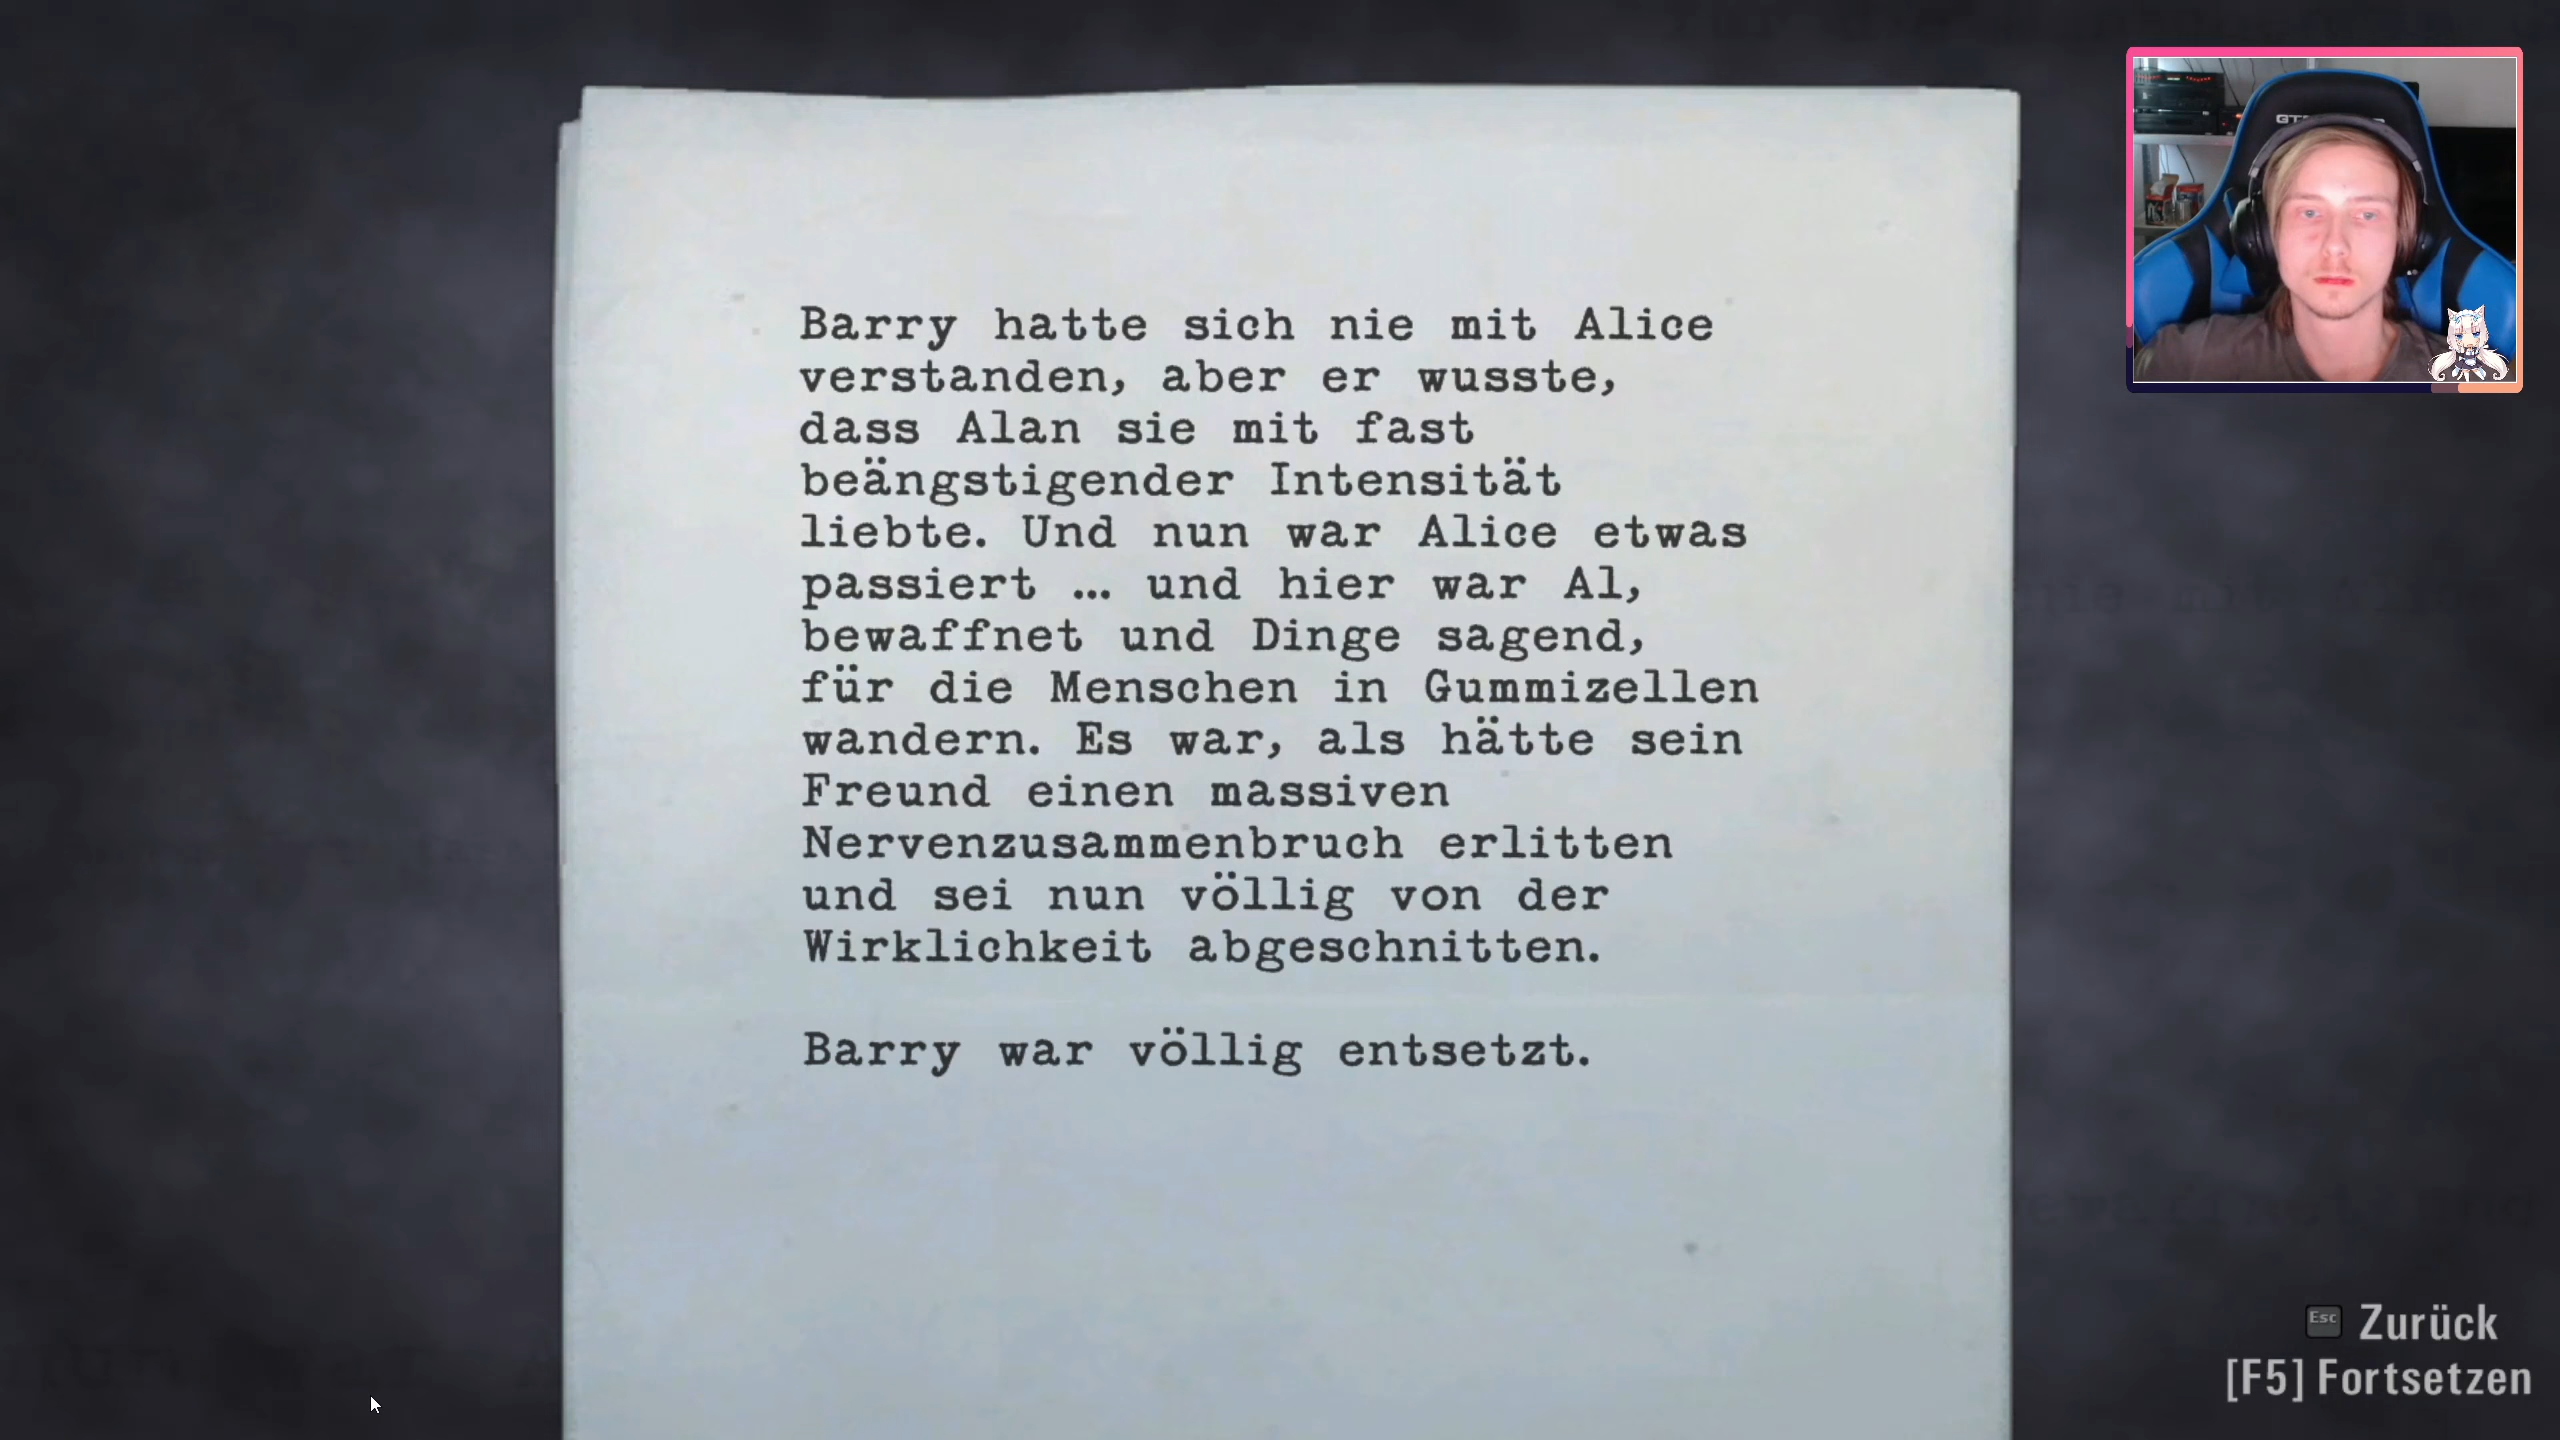 Barry hatte sich nie mit Alice
verstanden, aber er wusste,
dass Alan sie mit fast
beängstigender Intensität
liebte. Und nun war Alice etwas
passiert … und hier war Al,
bewaffnet und Dinge sagend,
für die Menschen in Gummizellen
wandern. Es war, als hätte sein
Freund einen massiven
Nervenzusammenbruch erlitten
und sei nun völlig von der
Wirklichkeit abgeschnitten.
Barry war völlig entsetzt.
Esc Zurück
[F5] Fortsetzen